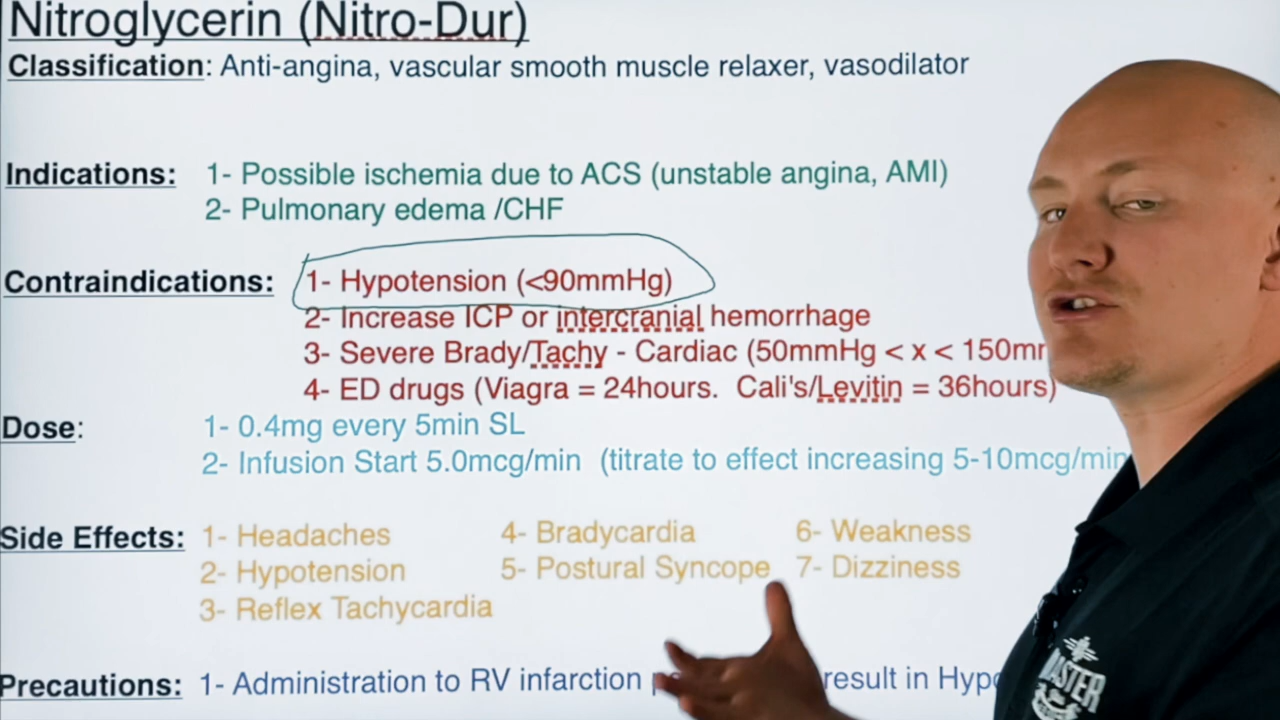 Nitroglycerin (Nitro-Dur)
Classification: Anti-angina, vascular smooth muscle relaxer, vasodilator
Indications: 1- Possible ischemia due to ACS (unstable angina, AMI)
2- Pulmonary edema /CHF
Contraindications: 1- Hypotension (<90mmHg)
2- Increase ICP or intercranial hemorrhage
3- Severe Brady/Tachy - Cardiac (50mmHg < x < 150m
4- ED drugs (Viagra = 24hours. Cali's/Levitin = 36hours)
Dose: 1- 0.4mg every 5min SL
2- Infusion Start 5.0mcg/min (titrate to effect increasing 5-10mcg/min
Side Effects: 1- Headaches 4- Bradycardia 6- Weakness
2- Hypotension 5- Postural Syncope 7- Dizziness
3- Reflex Tachycardia
Precautions: 1- Administration to RV infarction result in Hyp
MASTER